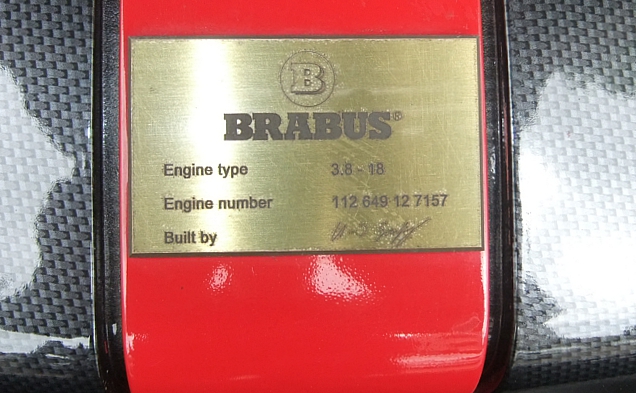 B
BRABUS®
Engine type 3.8 - 18
Engine number 112 649 12 7157
Built by